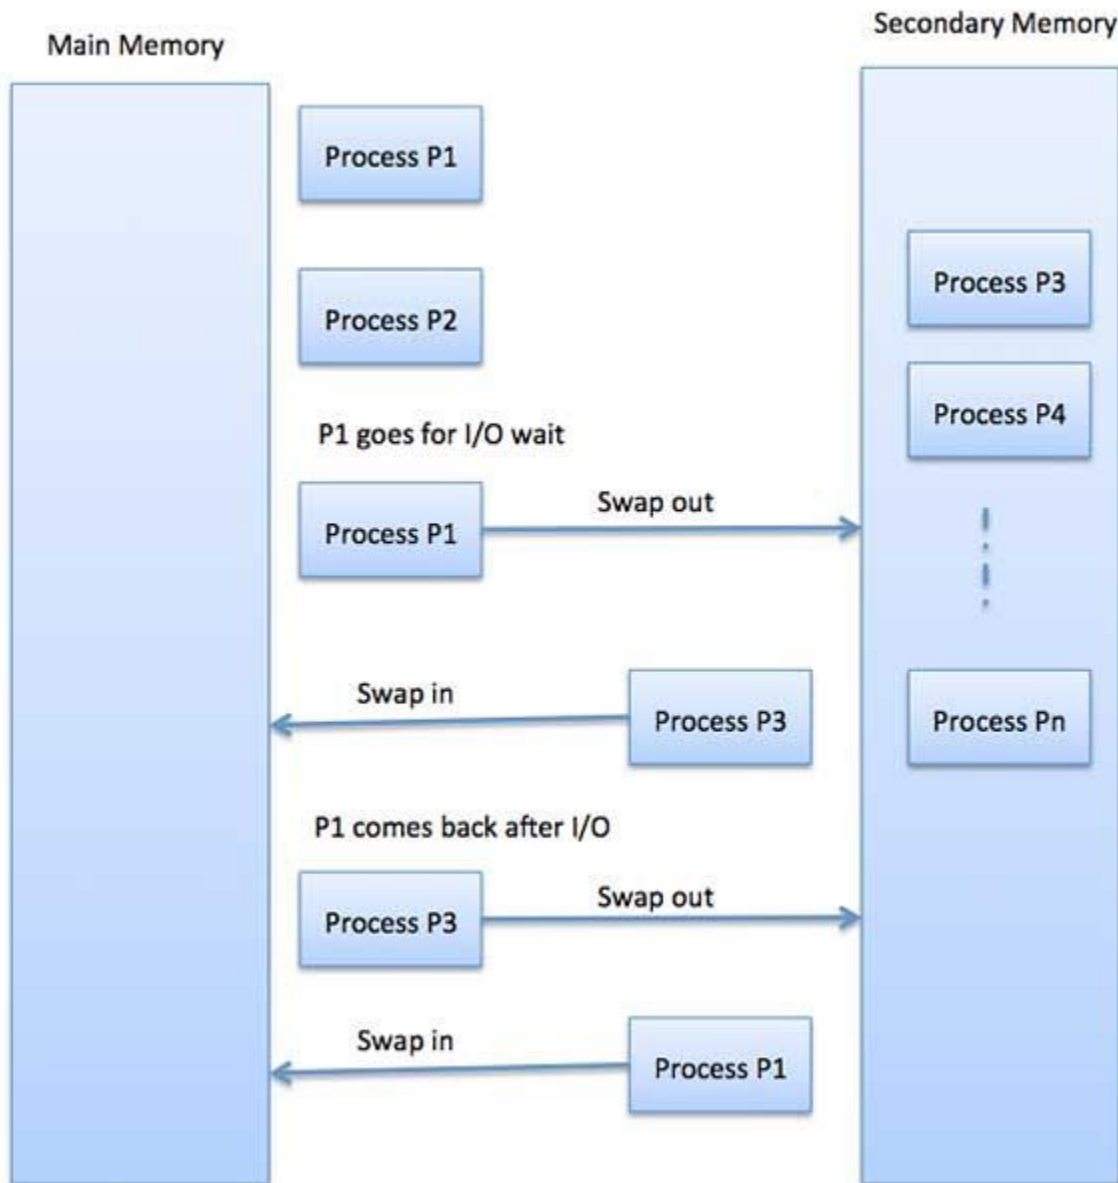 Main Memory
Secondary Memory
Process P1
Process P2
Process P3
Process P4
P1 goes for I/O wait
Process P1
Swap out
Swap in
Process P3
Process Pn
P1 comes back after I/O
Process P3
Swap out
Swap in
Process P1